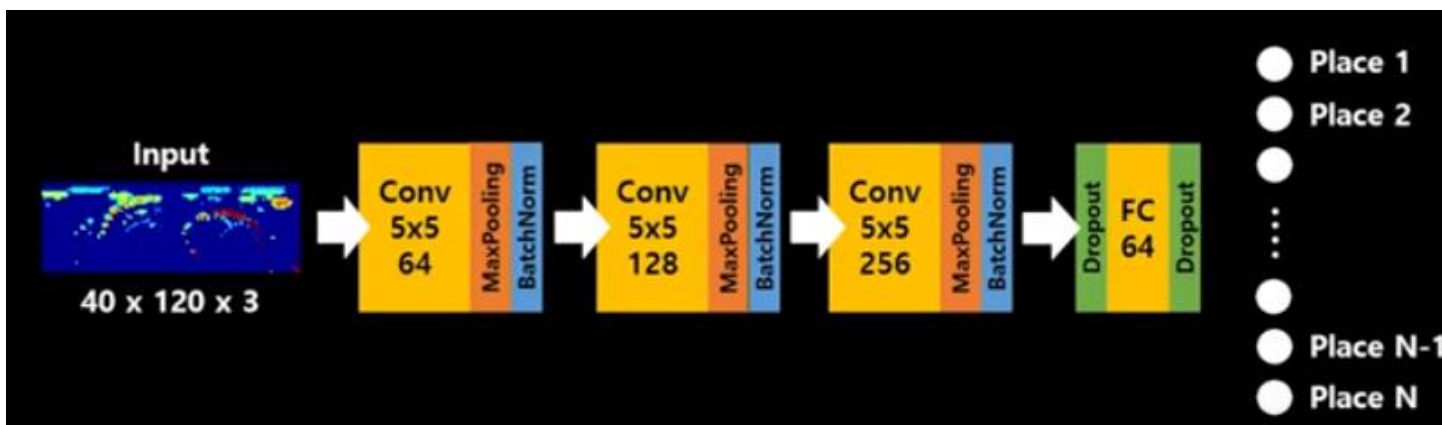 Input
40 x 120 x 3
Conv
5x5
64
MaxPooling
BatchNorm
Conv
5x5
128
MaxPooling
BatchNorm
Conv
5x5
256
MaxPooling
BatchNorm
Dropout
FC
64
Dropout
Place 1
Place 2
Place N-1
Place N